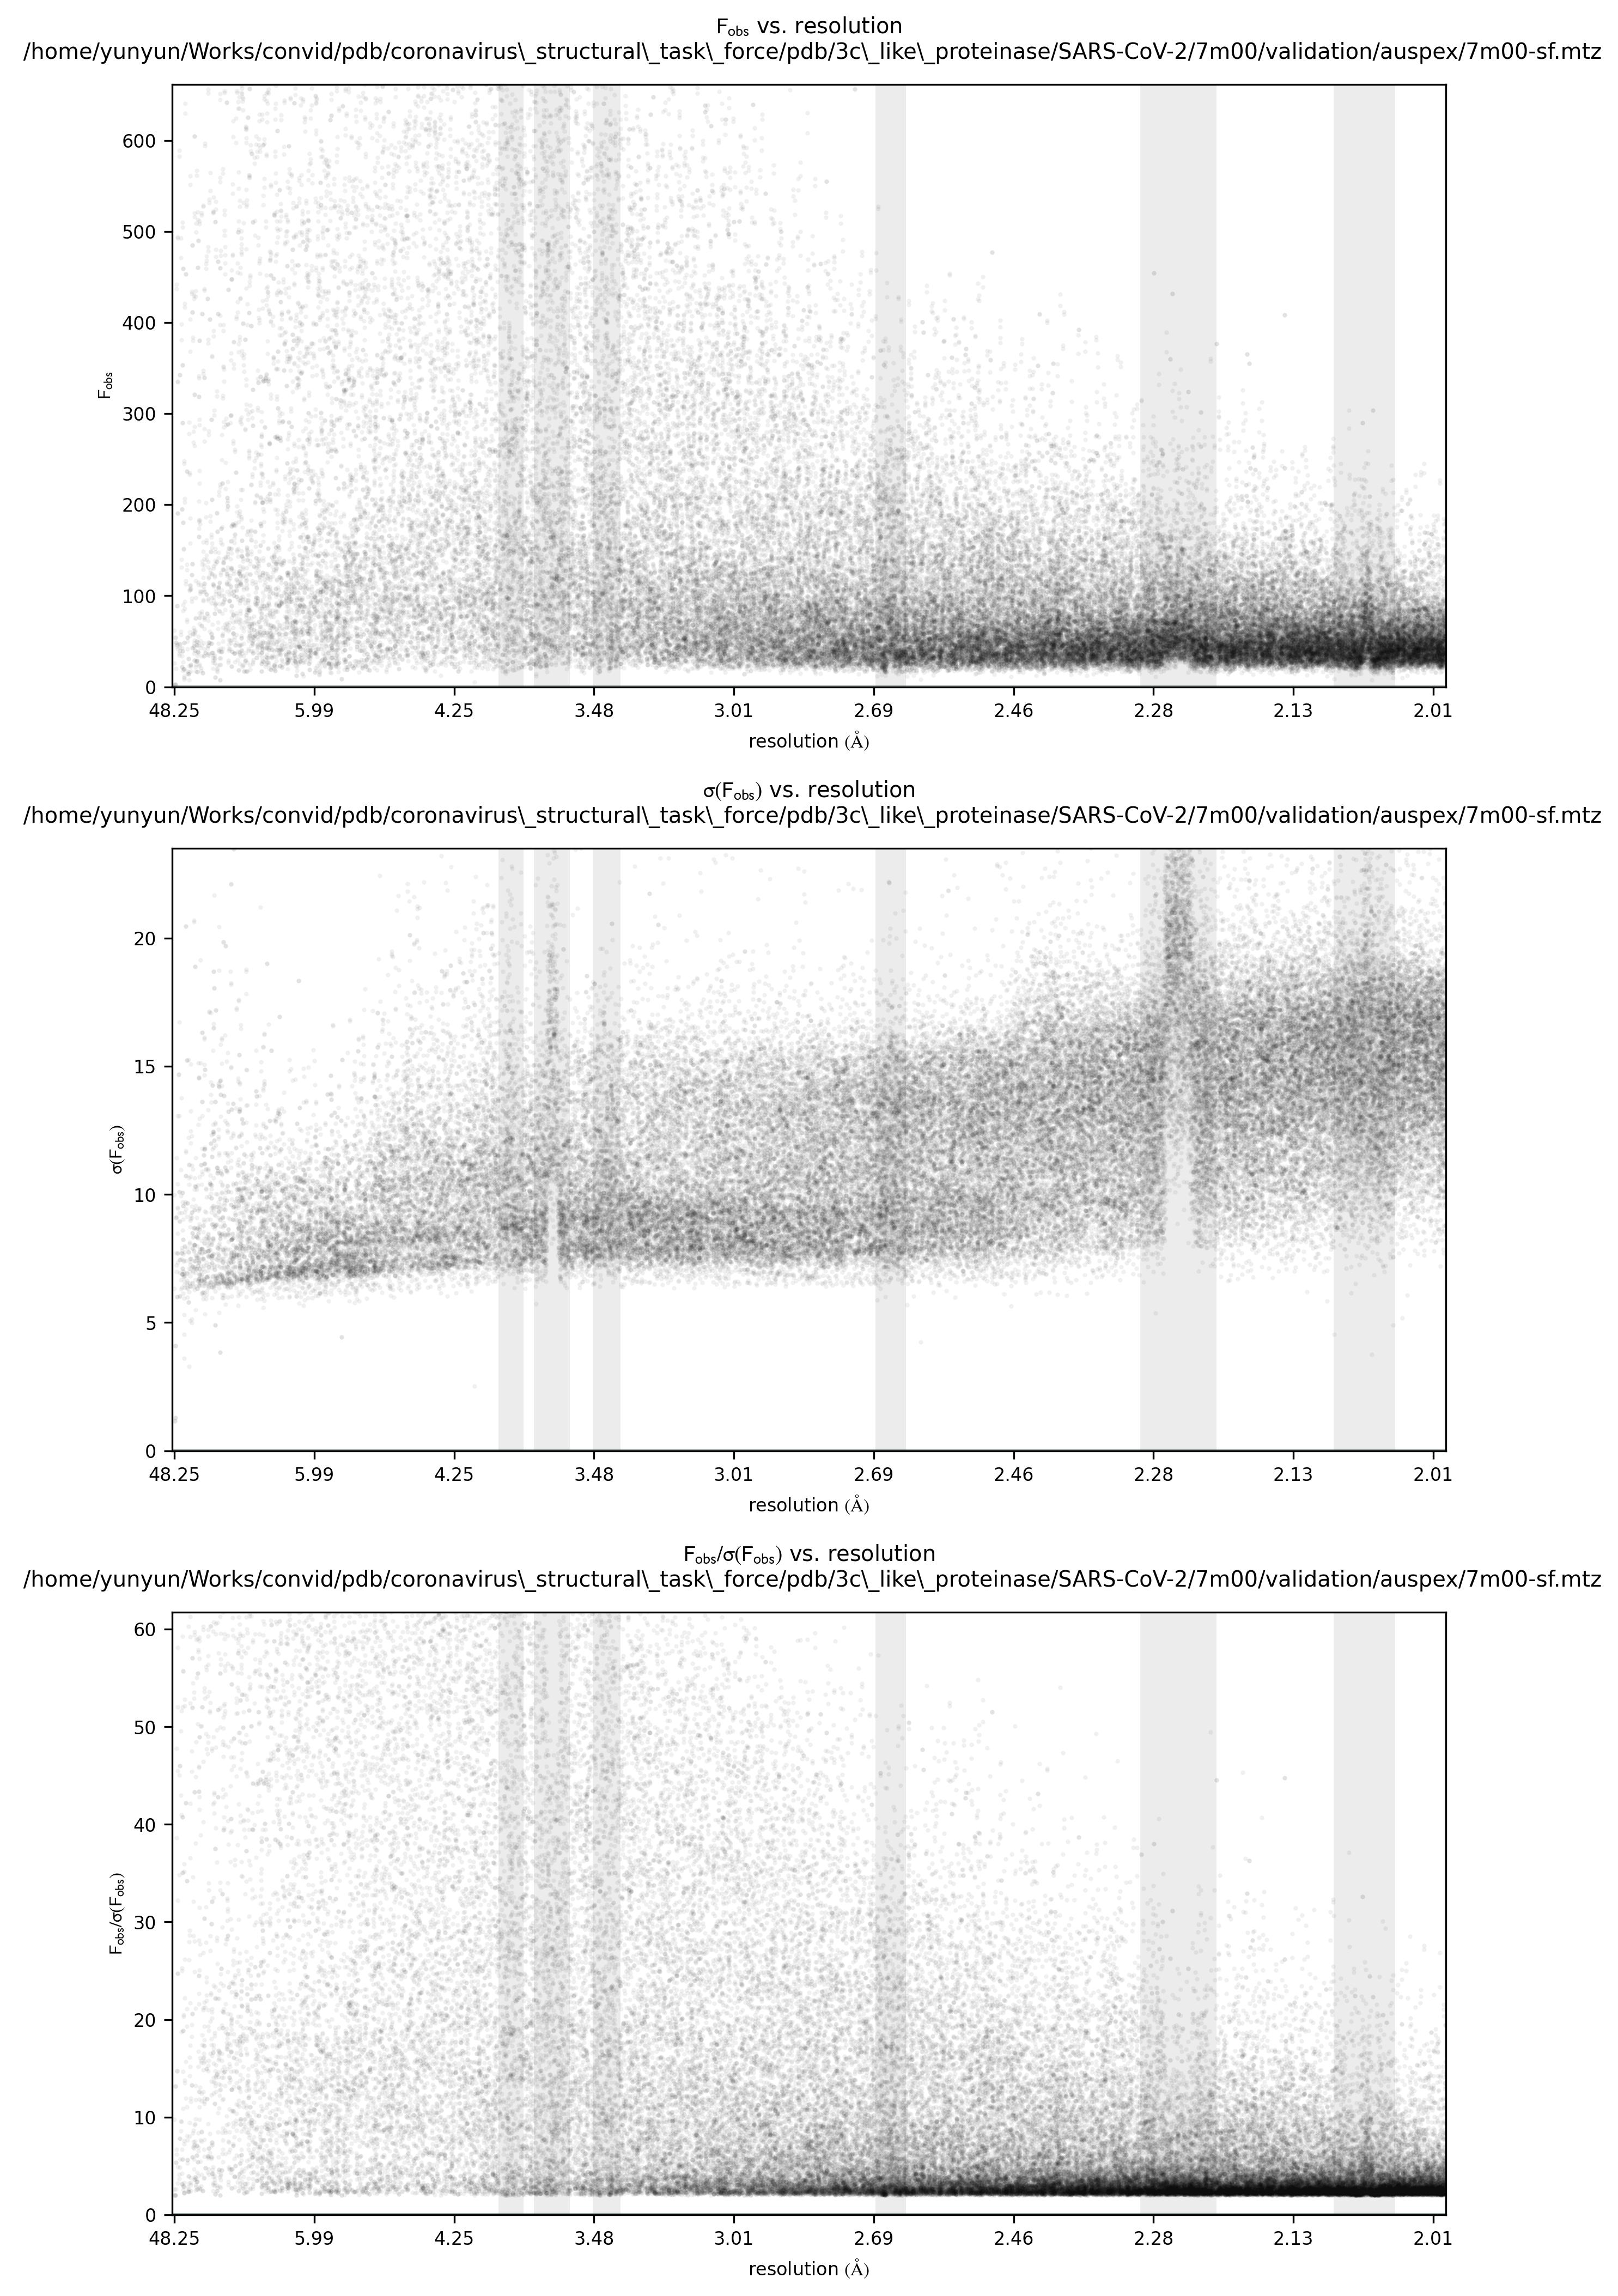 Fobs vs. resolution
/home/yunyun/Works/convid/pdb/coronavirus\_structural\_task\_force/pdb/3c\_like\_proteinase/SARS-CoV-2/7m00/validation/auspex/7m00-sf.mtz
600
500
400
300
200
100
0
Fobs
48.25 5.99 4.25 3.48 3.01 2.69 2.46 2.28 2.13 2.01
resolution (Å)
σ(Fobs) vs. resolution
/home/yunyun/Works/convid/pdb/coronavirus\_structural\_task\_force/pdb/3c\_like\_proteinase/SARS-CoV-2/7m00/validation/auspex/7m00-sf.mtz
20
15
10
5
0
σ(Fobs)
48.25 5.99 4.25 3.48 3.01 2.69 2.46 2.28 2.13 2.01
resolution (Å)
Fobs/σ(Fobs) vs. resolution
/home/yunyun/Works/convid/pdb/coronavirus\_structural\_task\_force/pdb/3c\_like\_proteinase/SARS-CoV-2/7m00/validation/auspex/7m00-sf.mtz
60
50
40
30
20
10
0
Fobs/σ(Fobs)
48.25 5.99 4.25 3.48 3.01 2.69 2.46 2.28 2.13 2.01
resolution (Å)